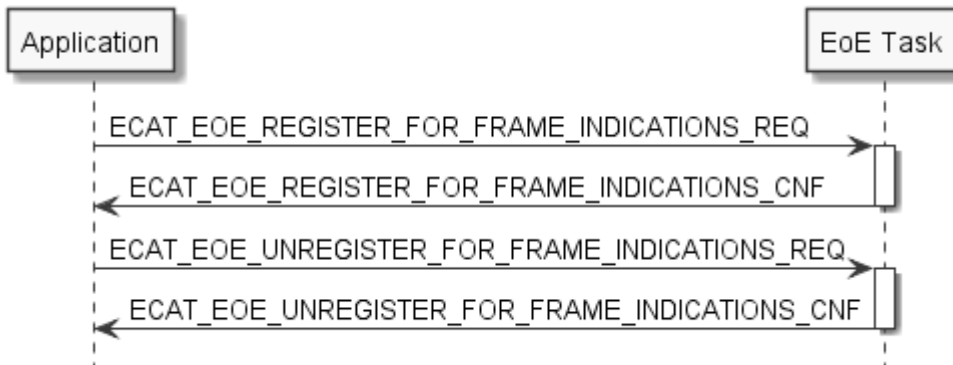 Application
EoE Task
ECAT_EOE_REGISTER_FOR_FRAME_INDICATIONS_REQ
ECAT_EOE_REGISTER_FOR_FRAME_INDICATIONS_CNF
ECAT_EOE_UNREGISTER_FOR_FRAME_INDICATIONS_REQ
ECAT_EOE_UNREGISTER_FOR_FRAME_INDICATIONS_CNF